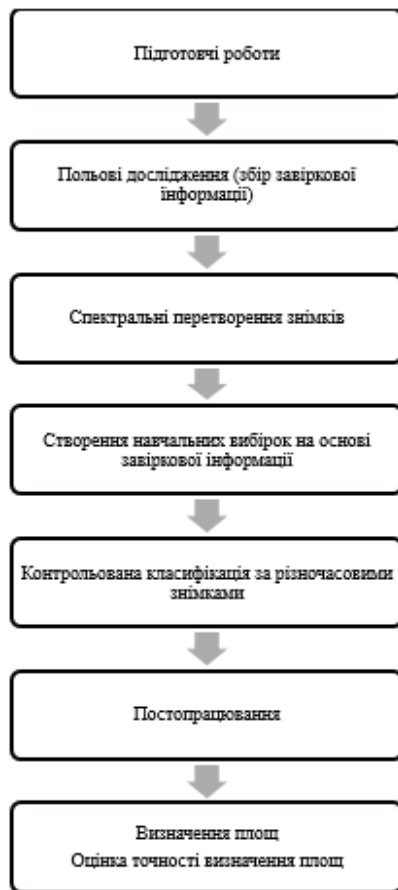 Підготовчі роботи
Польові дослідження (збір завіркової
інформації)
Спектральні перетворення знімків
Створення навчальних вибірок на основі
завіркової інформації
Контрольована класифікація за різночасовими
знімками
Постопрацювання
Визначення площ
Оцінка точності визначення площ